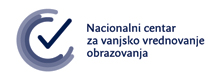 Nacionalni centar
za vanjsko vrednovanje
obrazovanja